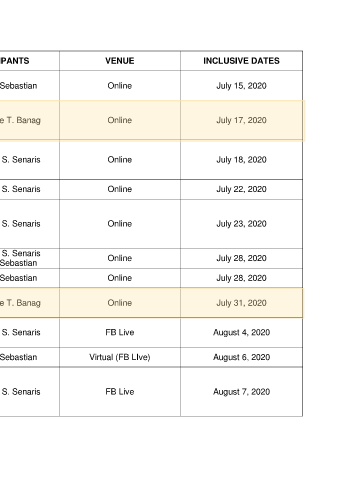 IPANTS VENUE INCLUSIVE DATES
Sebastian Online July 15, 2020
e T. Banag Online July 17, 2020
S. Senaris Online July 18, 2020
S. Senaris Online July 22, 2020
S. Senaris Online July 23, 2020
S. Senaris
Sebastian Online July 28, 2020
Sebastian Online July 28, 2020
e T. Banag Online July 31, 2020
S. Senaris FB Live August 4, 2020
Sebastian Virtual (FB LIve) August 6, 2020
S. Senaris FB Live August 7, 2020